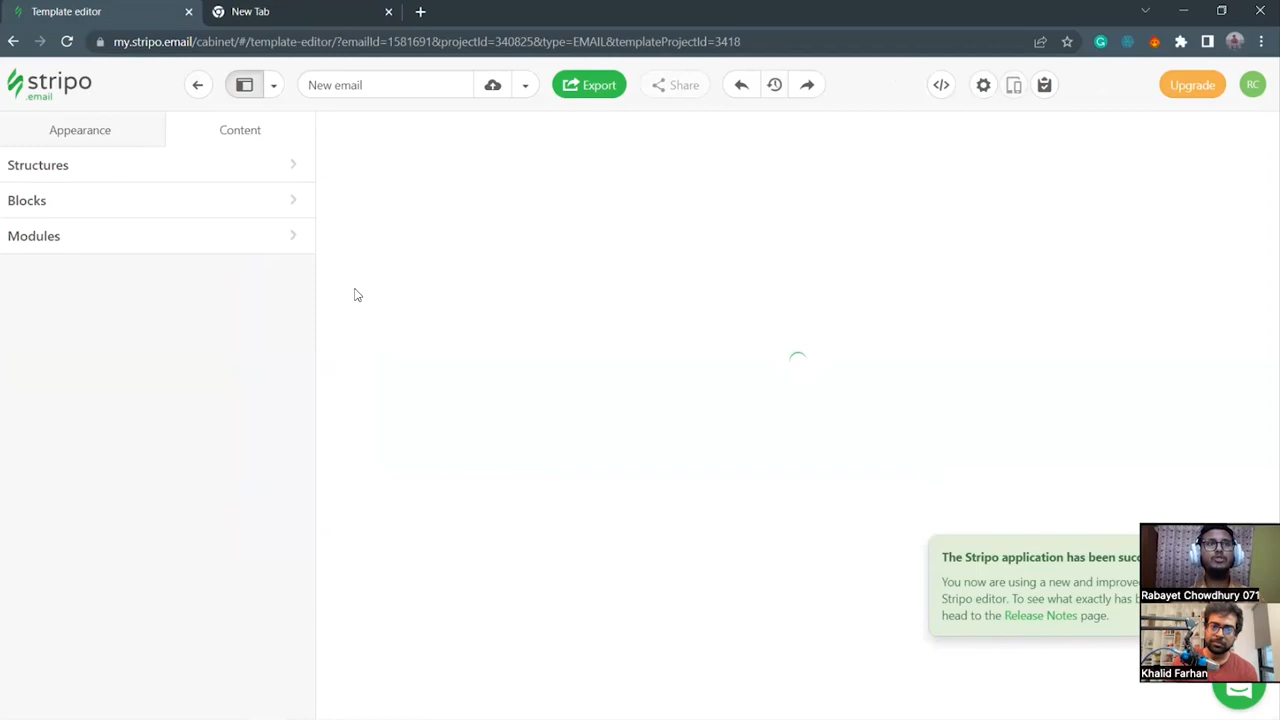 Template editor
New Tab
my.stripo.email/cabinet/#/template-editor/?emailId=1581691&projectId=340825&type=EMAIL&templateProjectId=3418
stripo
.email
New email
Export
Share
Upgrade
RC
Appearance
Content
Structures
Blocks
Modules
The Stripo application has been succ
You now are using a new and improve
Stripo editor. To see what exactly has
head to the Release Notes page.
Rabayet Chowdhury 071
Khalid Farhan